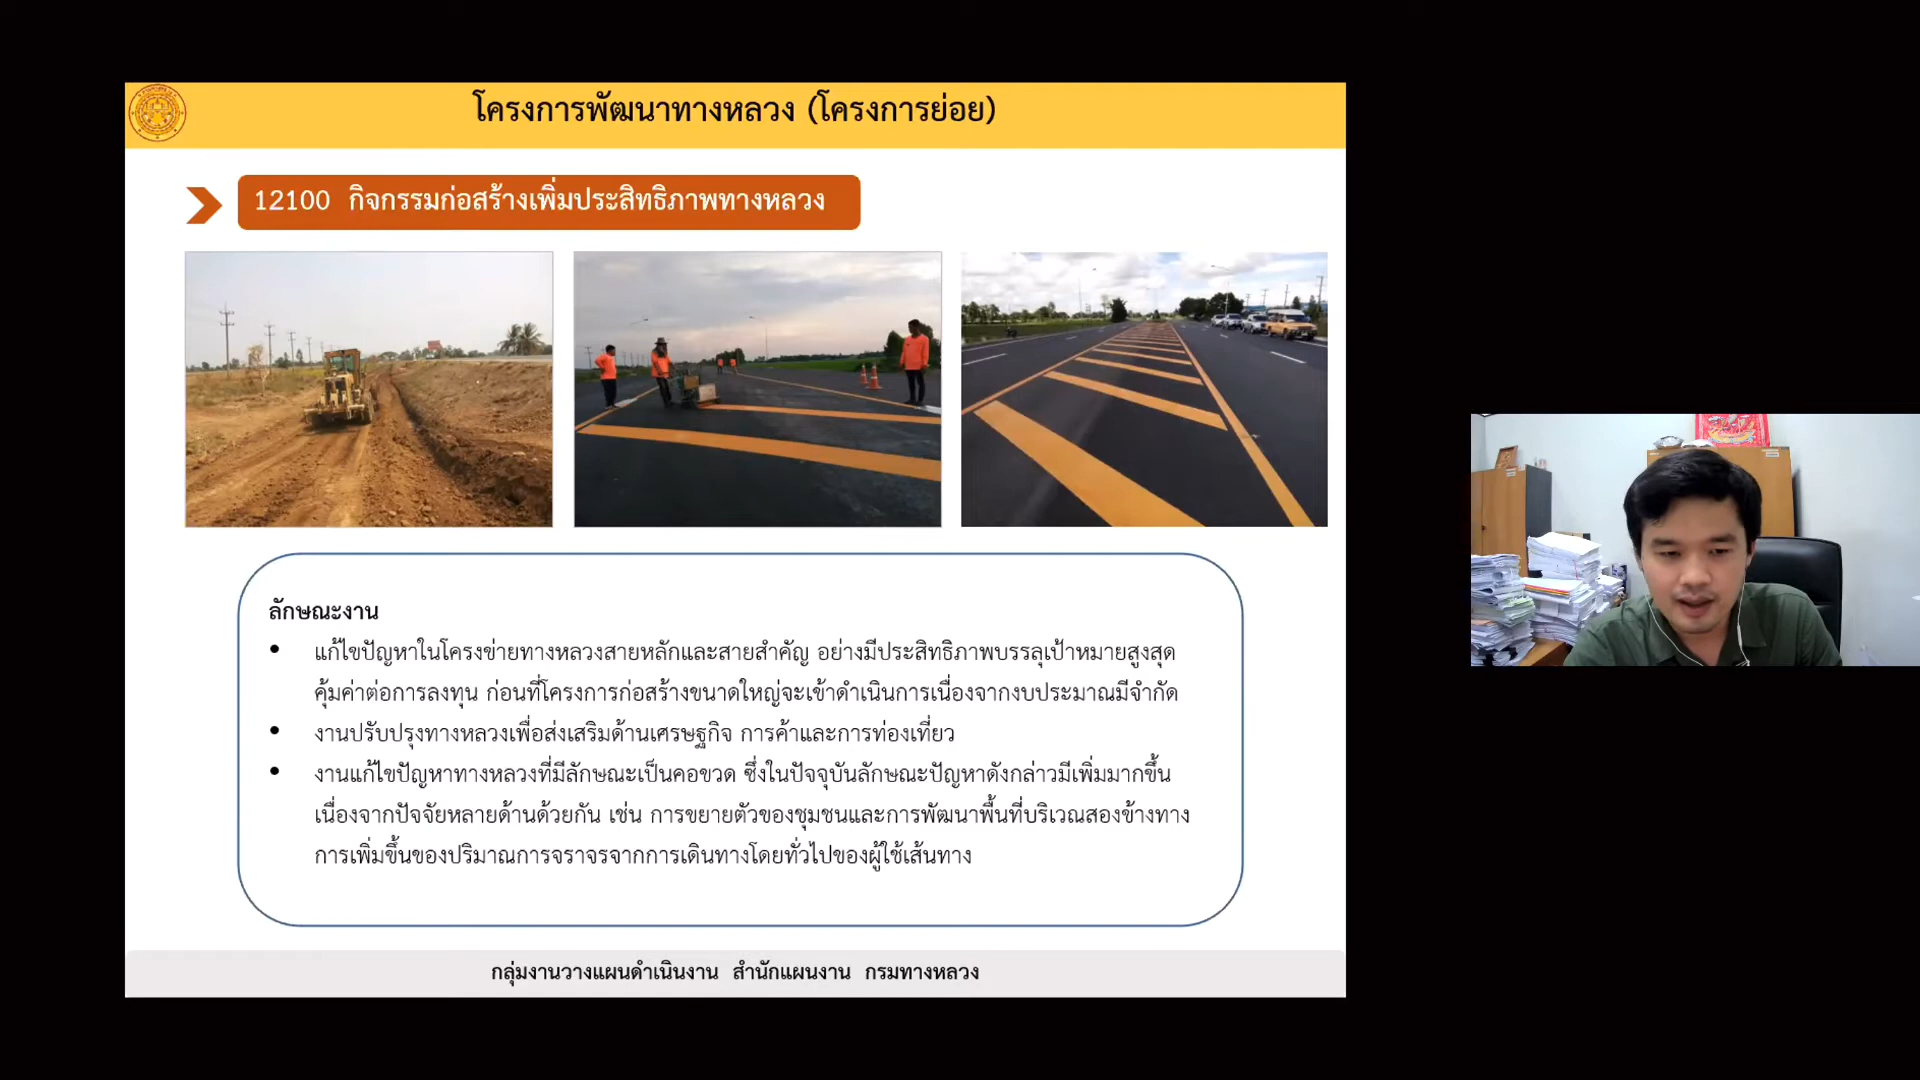 โครงการพัฒนาทางหลวง (โครงการย่อย)
12100 กิจกรรมก่อสร้างเพิ่มประสิทธิภาพทางหลวง
ลักษณะงาน
• แก้ไขปัญหาในโครงข่ายทางหลวงสายหลักและสายสำคัญ อย่างมีประสิทธิภาพบรรลุเป้าหมายสูงสุด
คุ้มค่าต่อการลงทุน ก่อนที่โครงการก่อสร้างขนาดใหญ่จะเข้าดำเนินการเนื่องจากงบประมาณมีจำกัด
• งานปรับปรุงทางหลวงเพื่อส่งเสริมด้านเศรษฐกิจ การค้าและการท่องเที่ยว
• งานแก้ไขปัญหาทางหลวงที่มีลักษณะเป็นคอขวด ซึ่งในปัจจุบันลักษณะปัญหาดังกล่าวมีเพิ่มมากขึ้น
เนื่องจากปัจจัยหลายด้านด้วยกัน เช่น การขยายตัวของชุมชนและการพัฒนาพื้นที่บริเวณสองข้างทาง
การเพิ่มขึ้นของปริมาณการจราจรจากการเดินทางโดยทั่วไปของผู้ใช้เส้นทาง
กลุ่มงานวางแผนดำเนินงาน สำนักแผนงาน กรมทางหลวง